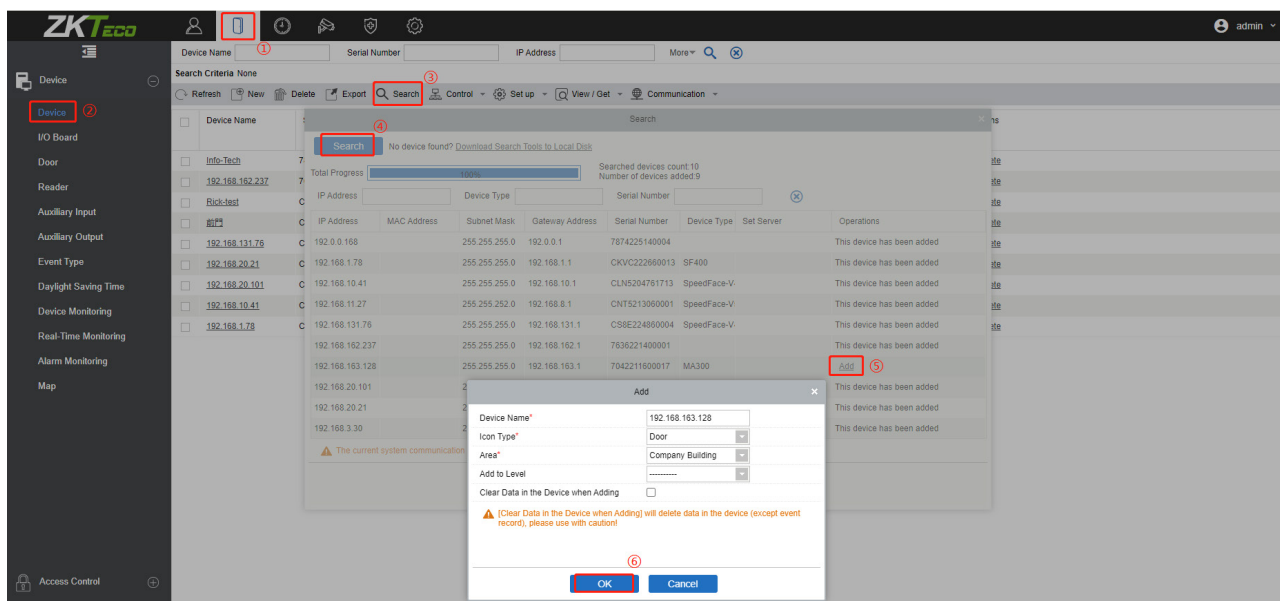 ZKTeco
admin
①
Device Name Serial Number IP Address More
Search Criteria None
③
Refresh New Delete Export Search Control Set up View / Get Communication
Device
Device ②
I/O Board
Door
Reader
Auxiliary Input
Auxiliary Output
Event Type
Daylight Saving Time
Device Monitoring
Real-Time Monitoring
Alarm Monitoring
Map
Access Control
Device Name
Info-Tech
192.168.162.237
Rick-test
前門
192.168.131.76
192.168.20.21
192.168.20.101
192.168.10.41
192.168.1.78
Search
④
Search No device found? Download Search Tools to Local Disk
Total Progress 100% Searched devices count:10
Number of devices added:9
IP Address Device Type Serial Number
IP Address MAC Address Subnet Mask Gateway Address Serial Number Device Type Set Server Operations
192.0.0.168 255.255.255.0 192.0.0.1 7874225140004 This device has been added
192.168.1.78 255.255.255.0 192.168.1.1 CKVC222660013 SF400 This device has been added
192.168.10.41 255.255.255.0 192.168.10.1 CLN5204761713 SpeedFace-V This device has been added
192.168.11.27 255.255.252.0 192.168.8.1 CNT5213060001 SpeedFace-V This device has been added
192.168.131.76 255.255.255.0 192.168.131.1 CS8E224860004 SpeedFace-V This device has been added
192.168.162.237 255.255.255.0 192.168.162.1 7636221400001 This device has been added
192.168.163.128 255.255.255.0 192.168.163.1 7042211600017 MA300 Add ⑤
192.168.20.101 This device has been added
192.168.20.21 This device has been added
192.168.3.30 This device has been added
The current system communication
Add
Device Name* 192.168.163.128
Icon Type* Door
Area* Company Building
Add to Level ----------
Clear Data in the Device when Adding
[Clear Data in the Device when Adding] will delete data in the device (except event
record), please use with caution!
⑥
OK Cancel